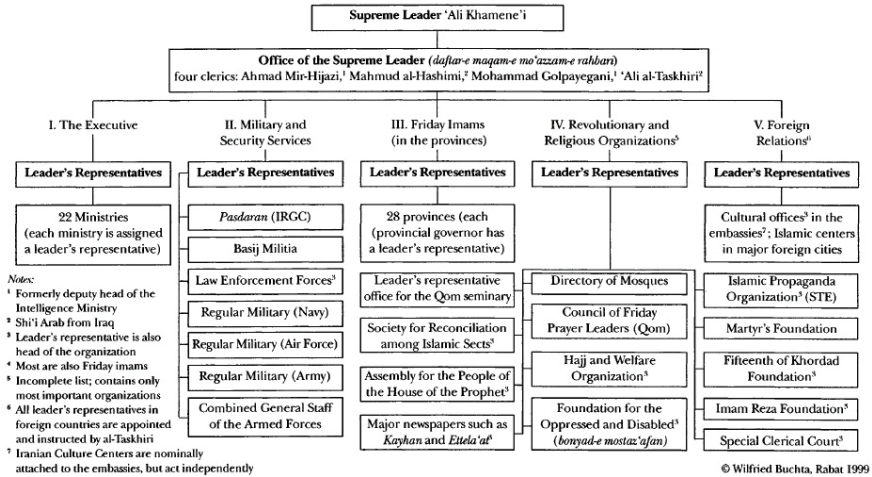 Supreme Leader ‘Ali Khamene’i
Office of the Supreme Leader (daftar-e maqam-e mo‘azzam-e rahbari)
four clerics: Ahmad Mir-Hijazi,¹ Mahmud al-Hashimi,² Mohammad Golpayegani,¹ ‘Ali al-Taskhiri²
I. The Executive
Leader's Representatives
22 Ministries
(each ministry is assigned
a leader's representative)
II. Military and
Security Services
Leader's Representatives
Pasdaran (IRGC)
Basij Militia
Law Enforcement Forces³
Regular Military (Navy)
Regular Military (Air Force)
Regular Military (Army)
Combined General Staff
of the Armed Forces
III. Friday Imams
(in the provinces)
Leader's Representatives
28 provinces (each
(provincial governor has
a leader's representative)
IV. Revolutionary and
Religious Organizations⁵
Leader's Representatives
V. Foreign
Relations⁶
Leader's Representatives
Cultural offices³ in the
embassies⁷; Islamic centers
in major foreign cities
Leader's representative
office for the Qom seminary
Society for Reconciliation
among Islamic Sects³
Assembly for the People of
the House of the Prophet³
Major newspapers such as
Kayhan and Ettela‘at³
Directory of Mosques
Council of Friday
Prayer Leaders (Qom)
Hajj and Welfare
Organization³
Foundation for the
Oppressed and Disabled³
(bonyad-e mostaz‘afan)
Islamic Propaganda
Organization³ (STE)
Martyr's Foundation
Fifteenth of Khordad
Foundation³
Imam Reza Foundation³
Special Clerical Court³
Notes:
¹ Formerly deputy head of the
Intelligence Ministry
² Shi‘i Arab from Iraq
³ Leader's representative is also
head of the organization
⁴ Most are also Friday imams
⁵ Incomplete list; contains only
most important organizations
⁶ All leader's representatives in
foreign countries are appointed
and instructed by al-Taskhiri
⁷ Iranian Culture Centers are nominally
attached to the embassies, but act independently
© Wilfried Buchta, Rabat 1999